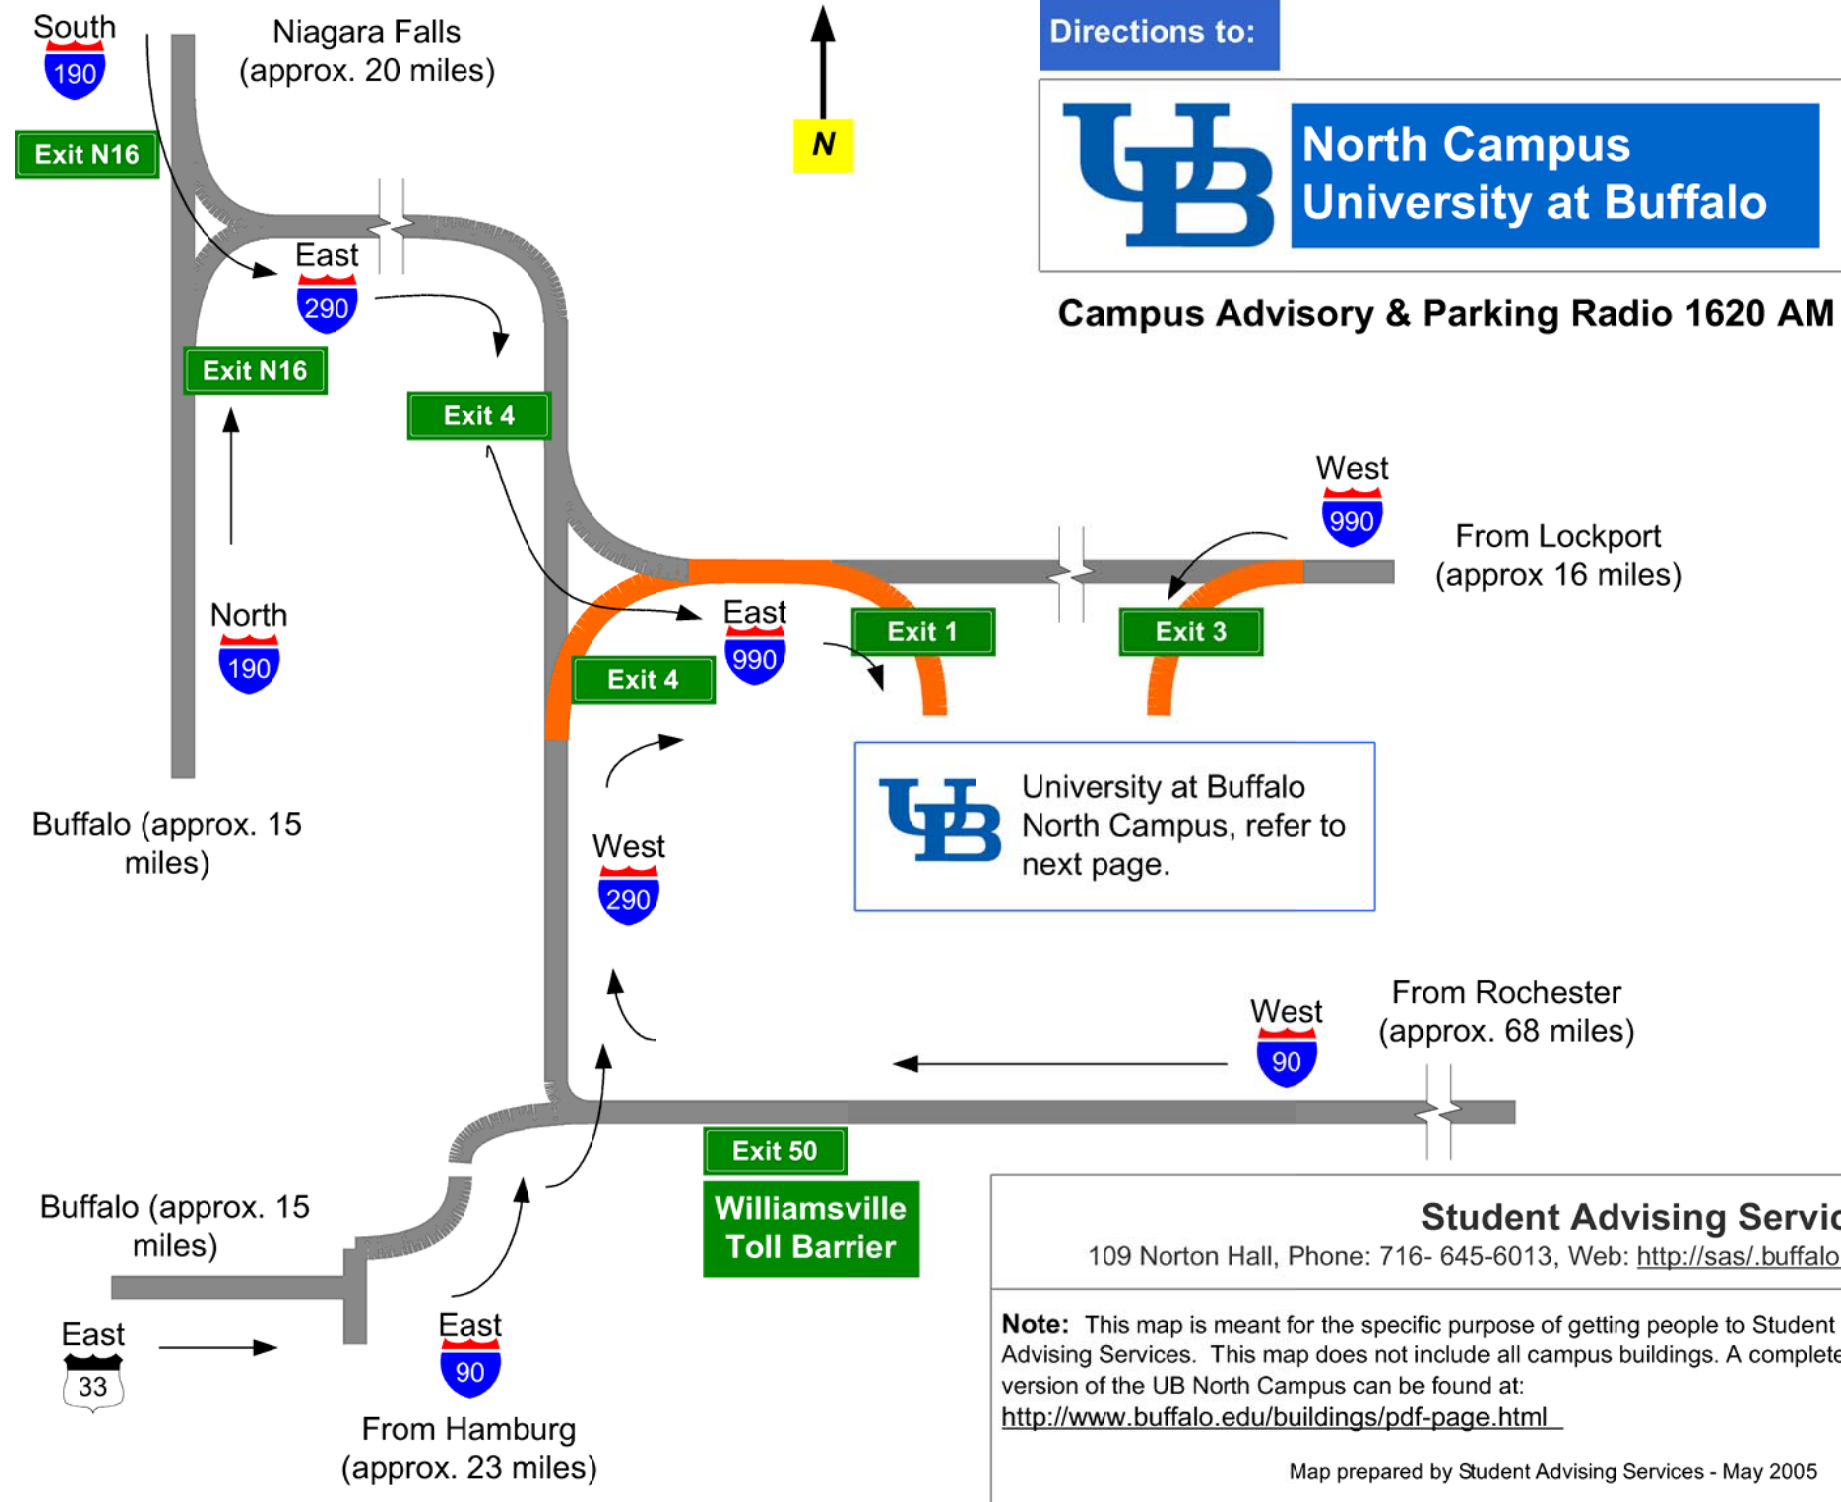 South
190
Niagara Falls
(approx. 20 miles)
N
Directions to:
UB
North Campus
University at Buffalo
Campus Advisory & Parking Radio 1620 AM
Exit N16
East
290
Exit N16
Exit 4
North
190
Buffalo (approx. 15
miles)
West
990
From Lockport
(approx 16 miles)
East
990
Exit 1
Exit 3
Exit 4
UB
University at Buffalo
North Campus, refer to
next page.
West
290
From Rochester
(approx. 68 miles)
West
90
Exit 50
Williamsville
Toll Barrier
Buffalo (approx. 15
miles)
East
33
East
90
From Hamburg
(approx. 23 miles)
Student Advising Servic
109 Norton Hall, Phone: 716- 645-6013, Web: http://sas/.buffalo
Note: This map is meant for the specific purpose of getting people to Student
Advising Services. This map does not include all campus buildings. A complete
version of the UB North Campus can be found at:
http://www.buffalo.edu/buildings/pdf-page.html
Map prepared by Student Advising Services - May 2005